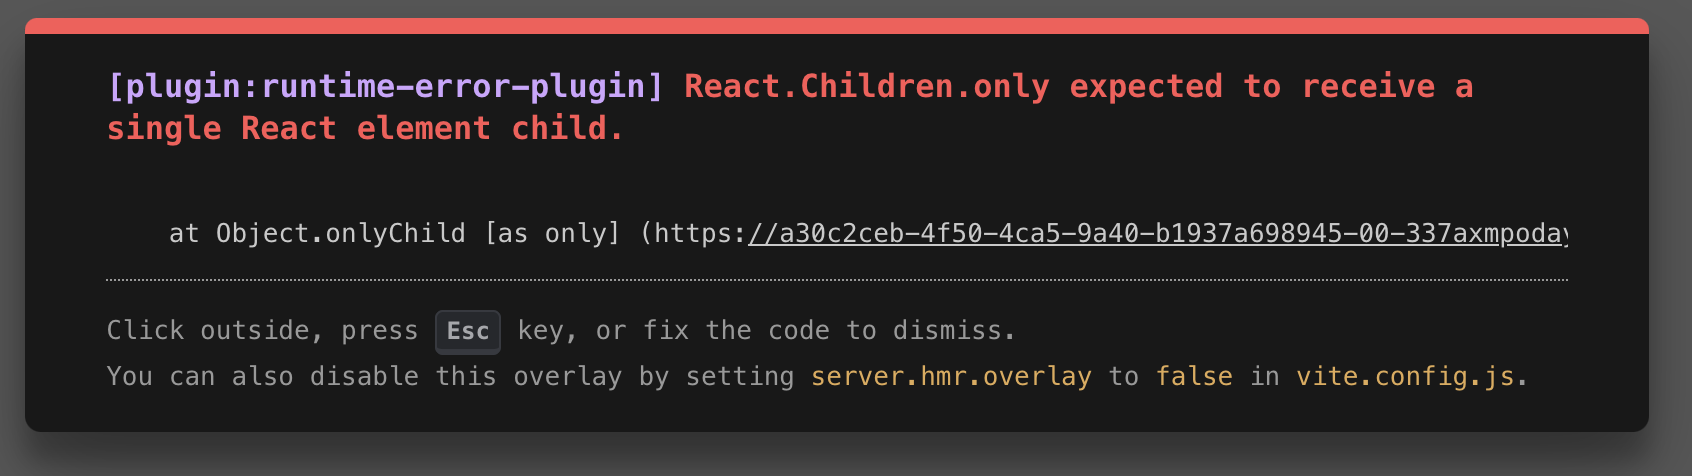 [plugin:runtime-error-plugin] React.Children.only expected to receive a
single React element child.
at Object.onlyChild [as only] (https://a30c2ceb-4f50-4ca5-9a40-b1937a698945-00-337axmpoday
Click outside, press Esc key, or fix the code to dismiss.
You can also disable this overlay by setting server.hmr.overlay to false in vite.config.js.